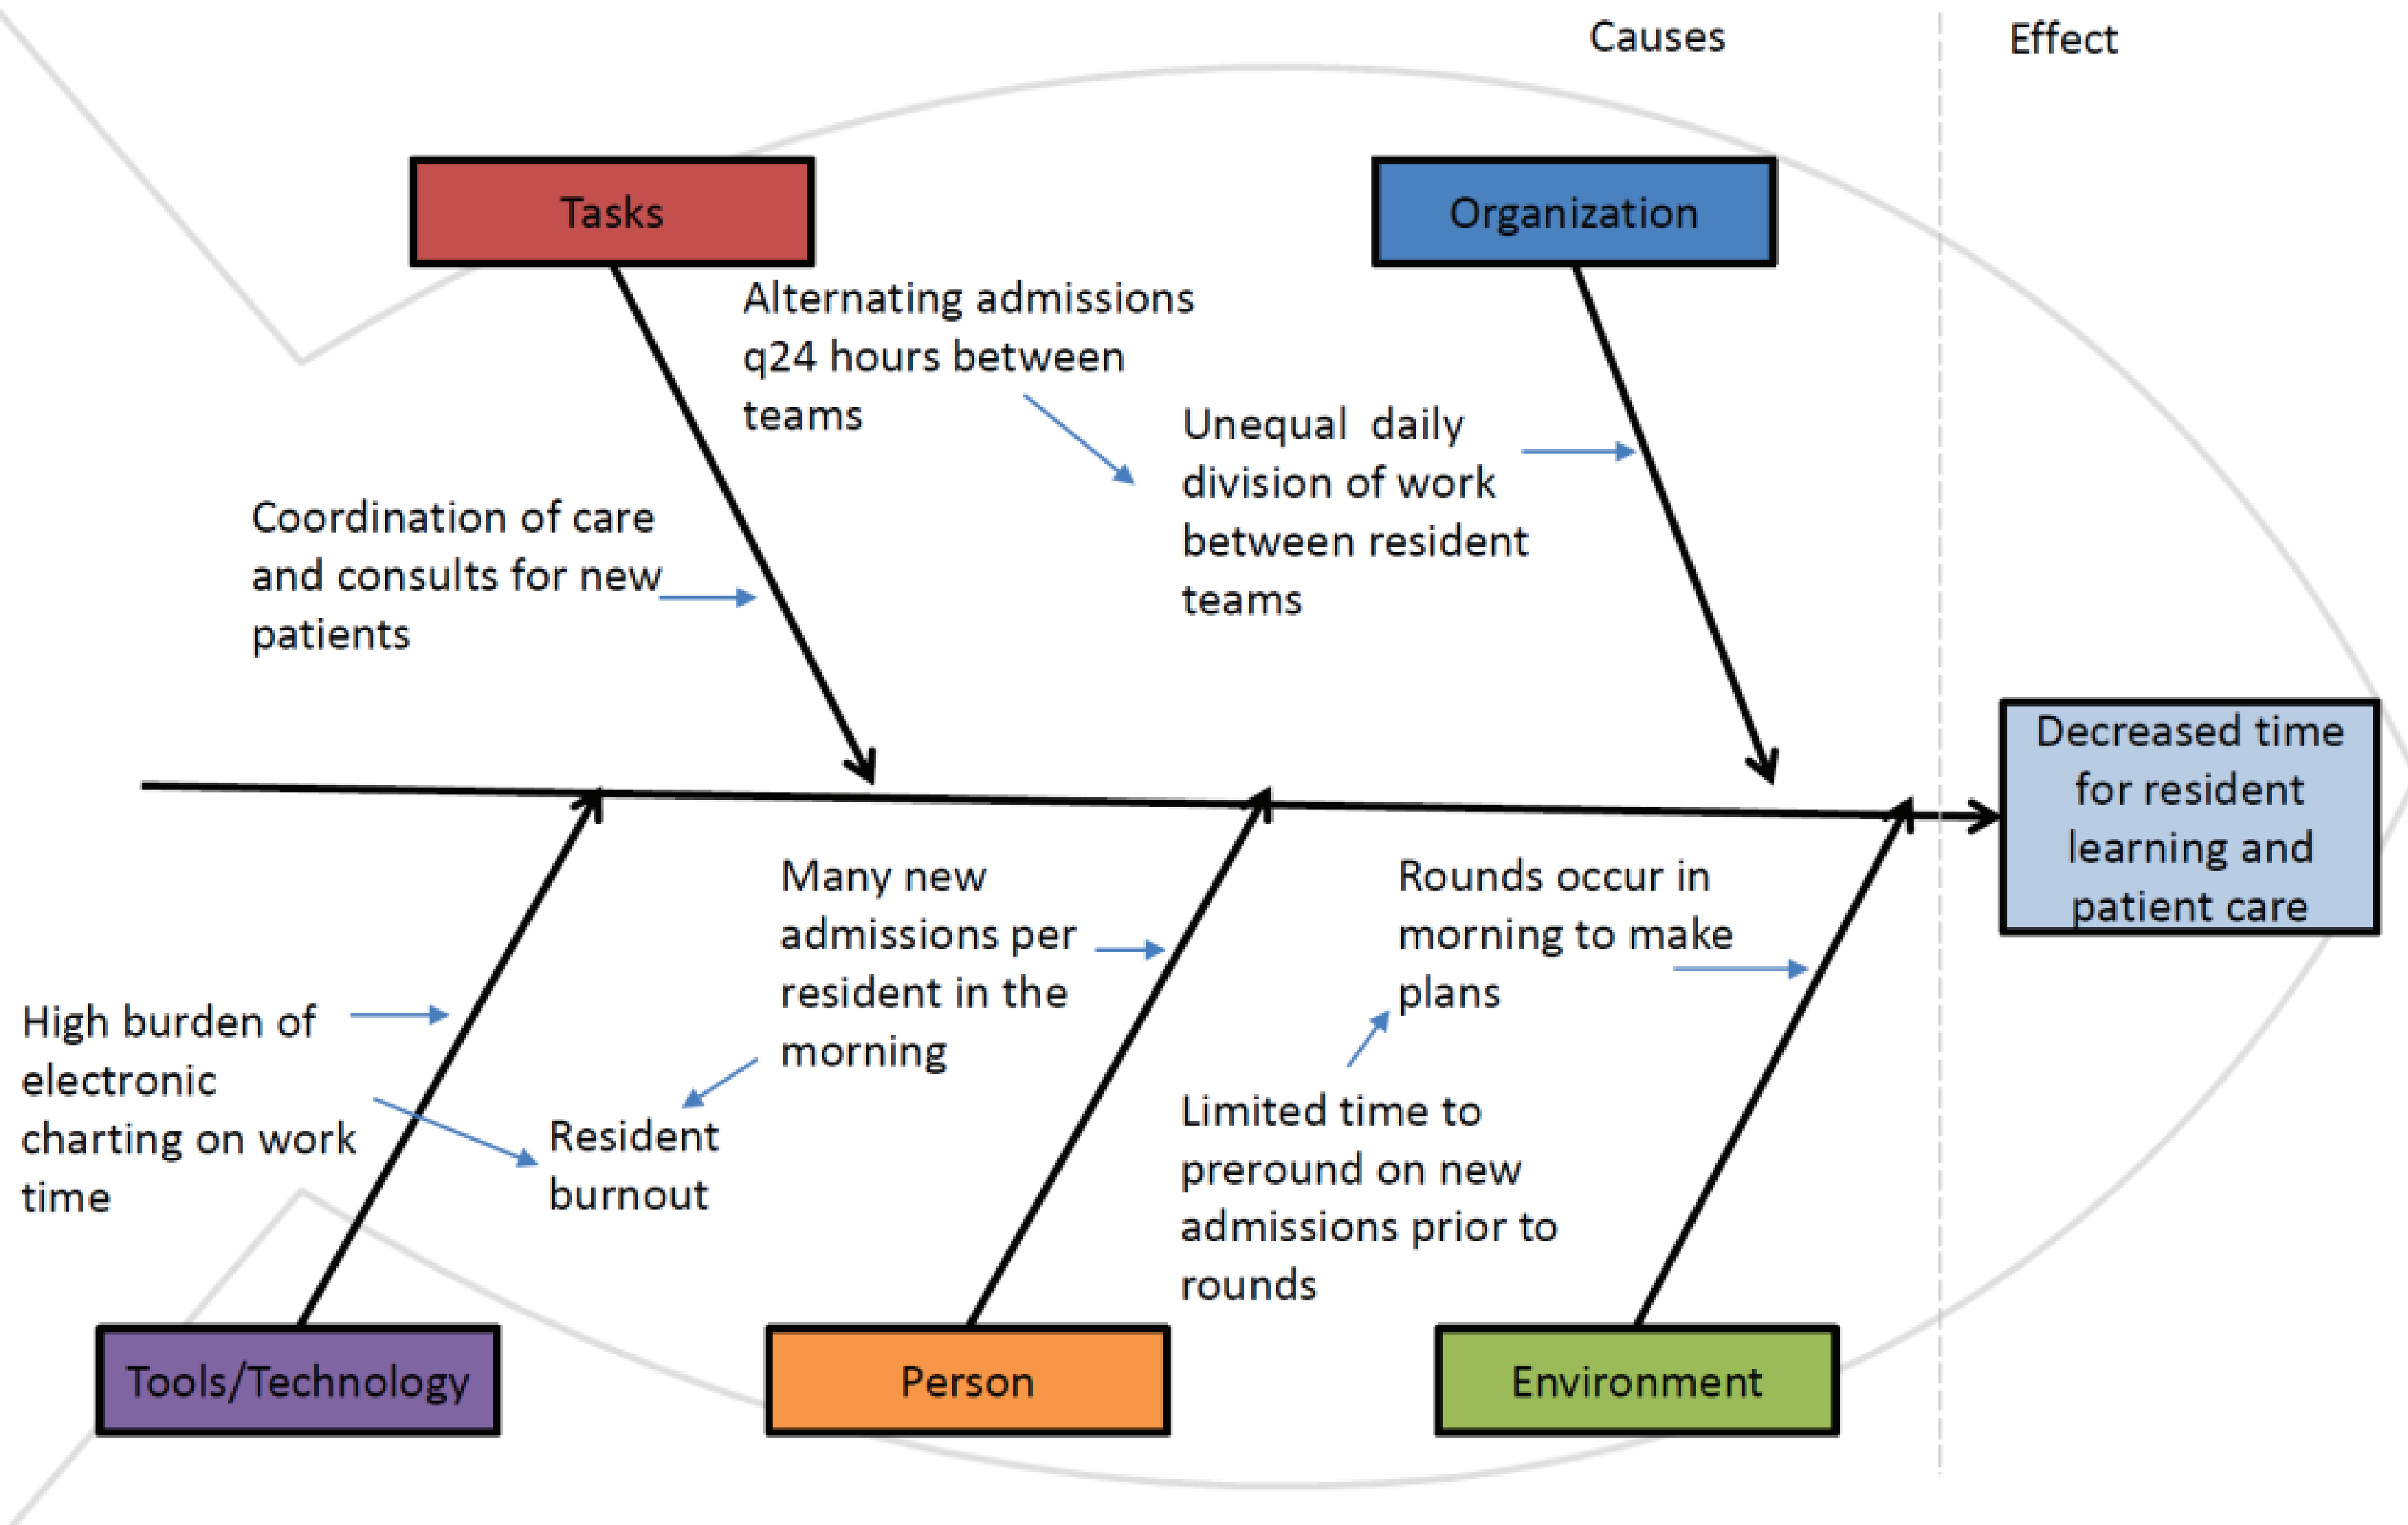 Causes
Effect
Tasks
Organization
Alternating admissions
q24 hours between
teams
Unequal daily
division of work
between resident
teams
Coordination of care
and consults for new
patients
Decreased time
for resident
learning and
patient care
Many new
admissions per
resident in the
morning
Rounds occur in
morning to make
plans
High burden of
electronic
charting on work
time
Resident
burnout
Limited time to
preround on new
admissions prior to
rounds
Tools/Technology
Person
Environment